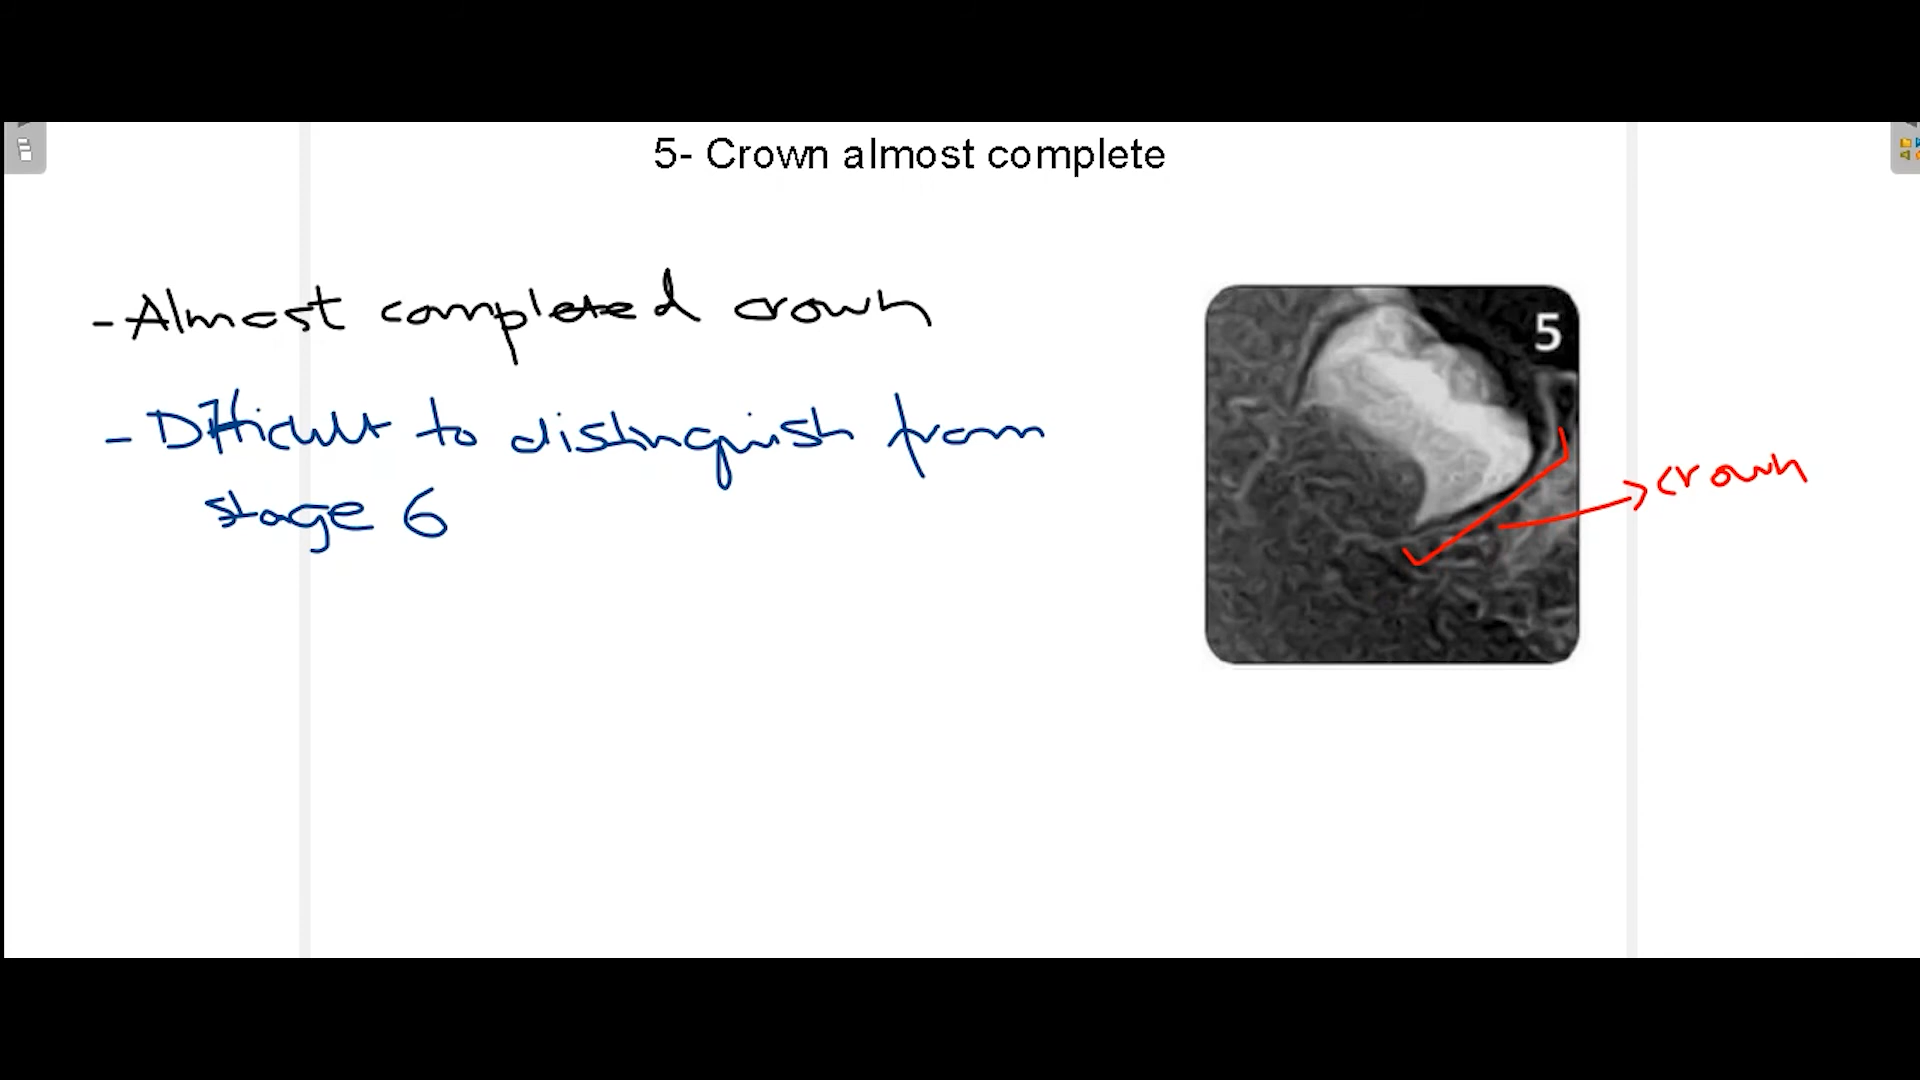 5- Crown almost complete
- Almost completed crown
- Difficult to distinguish from
stage 6
5
crown